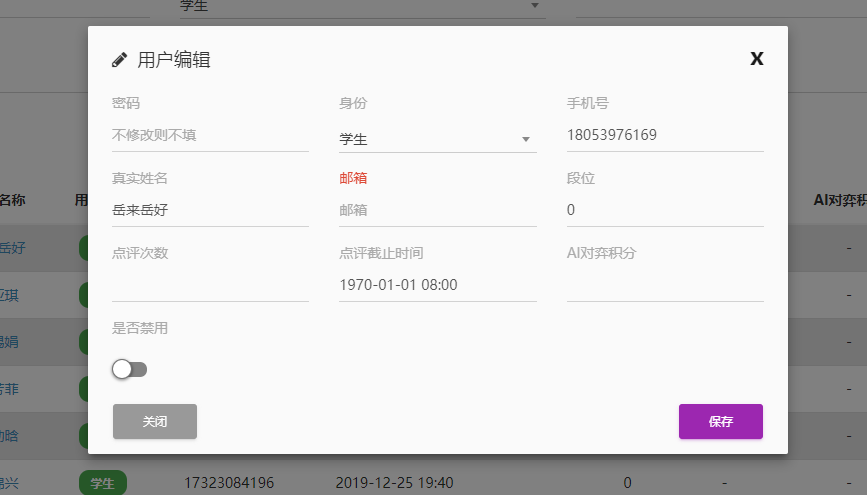 学生
用户编辑 X
密码 身份 手机号
不修改则不填 学生 18053976169
真实姓名 邮箱 段位
岳来岳好 邮箱 0
点评次数 点评截止时间 AI对弈积分
1970-01-01 08:00
是否禁用
关闭 保存
名称 用 AI对弈积
岳好 -
琪 -
娟 -
菲 -
晗 -
兴 学生 17323084196 2019-12-25 19:40 0 - -